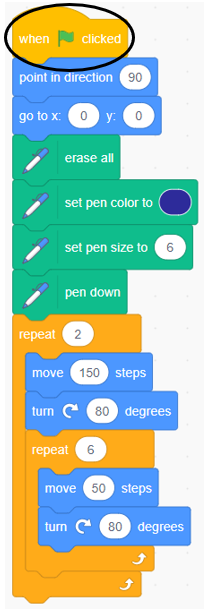 when clicked
point in direction 90
go to x: 0 y: 0
erase all
set pen color to
set pen size to 6
pen down
repeat 2
move 150 steps
turn 80 degrees
repeat 6
move 50 steps
turn 80 degrees